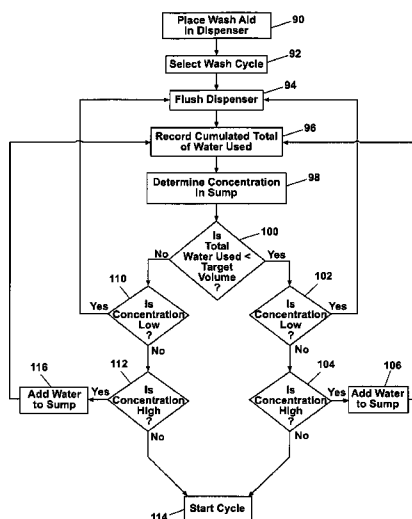 Place Wash Aid
in Dispenser
90
Select Wash Cycle
92
Flush Dispenser
94
Record Cumulated Total
of Water Used
96
Determine Concentration
in Sump
98
Is
Total
Water Used <
Target
Volume
?
100
No
Yes
110
Is
Concentration
Low
?
Yes
No
102
Is
Concentration
Low
?
Yes
No
116
Add Water
to Sump
Yes
112
Is
Concentration
High
?
No
104
Is
Concentration
High
?
Yes
No
106
Add Water
to Sump
Start Cycle
114